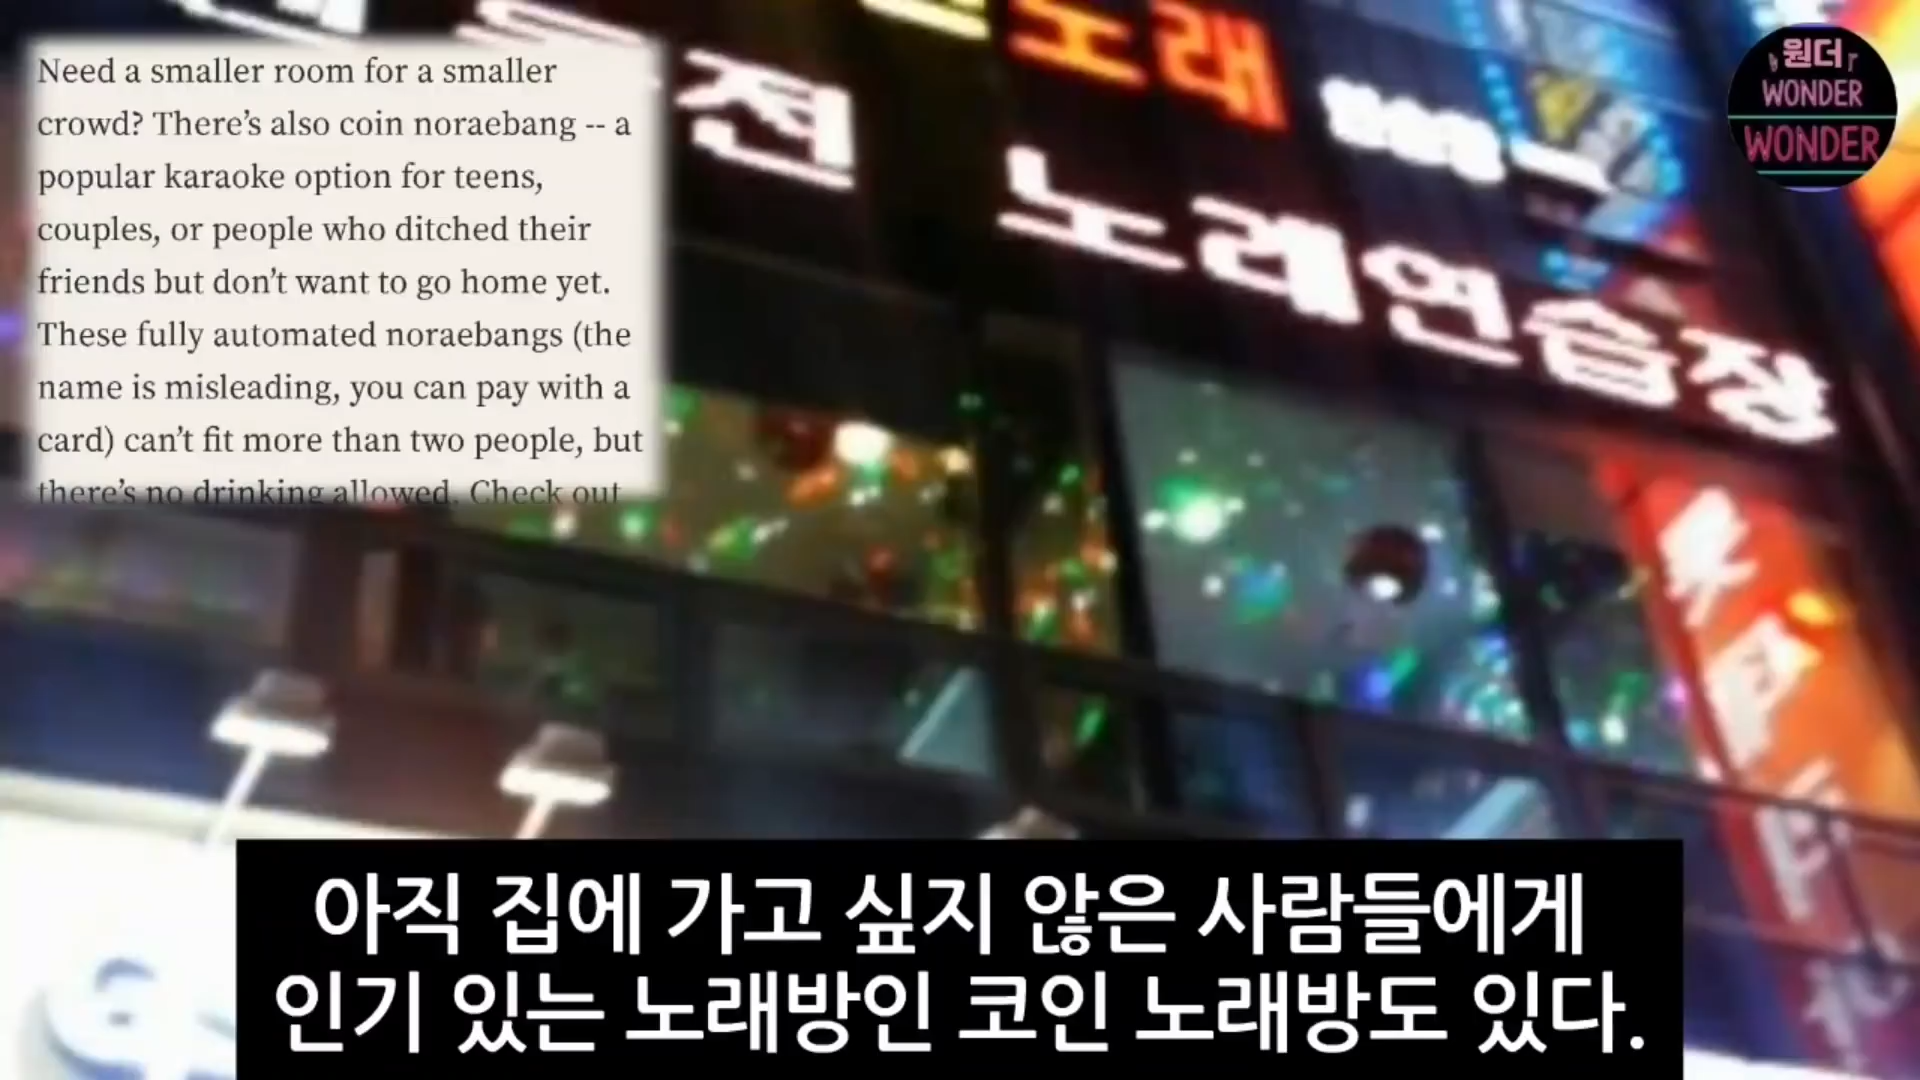 Need a smaller room for a smaller
crowd? There’s also coin noraebang -- a
popular karaoke option for teens,
couples, or people who ditched their
friends but don’t want to go home yet.
These fully automated noraebangs (the
name is misleading, you can pay with a
card) can’t fit more than two people, but
there’s no drinking allowed. Check out
전
노래
노래연습장
원더
WONDER
WONDER
아직 집에 가고 싶지 않은 사람들에게
인기 있는 노래방인 코인 노래방도 있다.